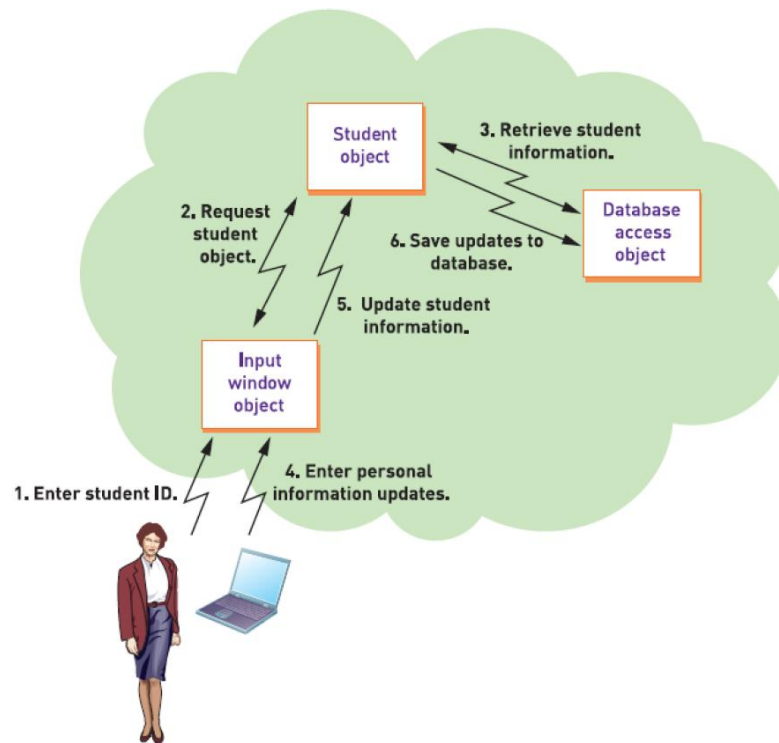 Student
object
3. Retrieve student
information.
2. Request
student
object.
Database
access
object
6. Save updates to
database.
5. Update student
information.
Input
window
object
1. Enter student ID.
4. Enter personal
information updates.